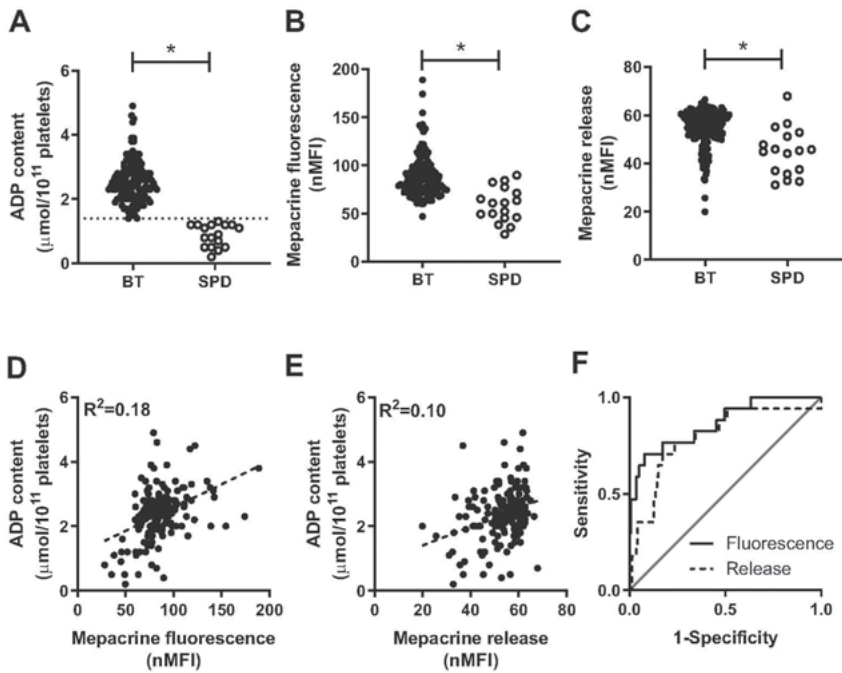 A
*
ADP content
(μmol/10¹¹ platelets)
6
4
2
0
BT
SPD
B
*
Mepacrine fluorescence
(nMFI)
200
150
100
50
0
BT
SPD
C
*
Mepacrine release
(nMFI)
80
60
40
20
0
BT
SPD
D
R²=0.18
ADP content
(μmol/10¹¹ platelets)
6
4
2
0
0
50
100
150
200
Mepacrine fluorescence
(nMFI)
E
R²=0.10
ADP content
(μmol/10¹¹ platelets)
6
4
2
0
0
20
40
60
80
Mepacrine release
(nMFI)
F
Sensitivity
1.0
0.5
0.0
0.0
0.5
1.0
Fluorescence
Release
1-Specificity